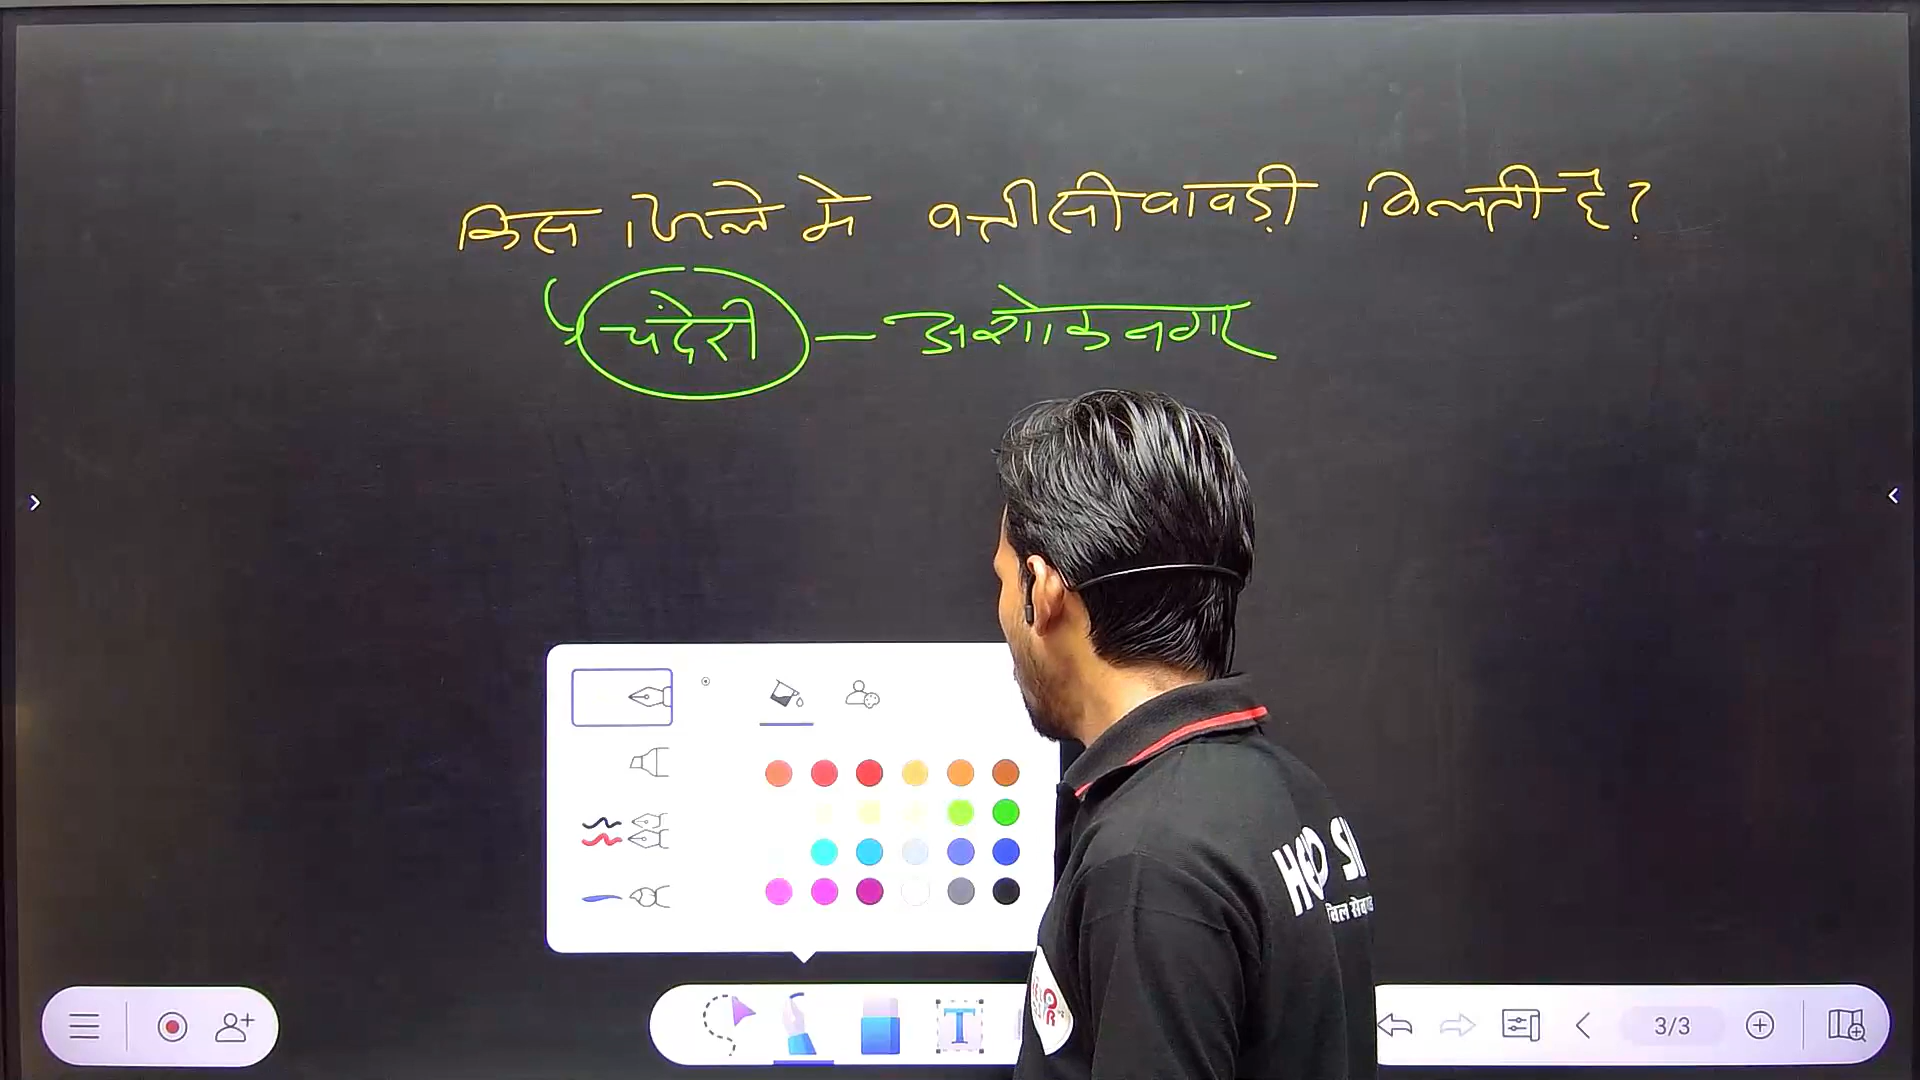 किस जिले मे बत्तीसी बावड़ी मिलती है?
चंदेरी — अशोकनगर
3/3